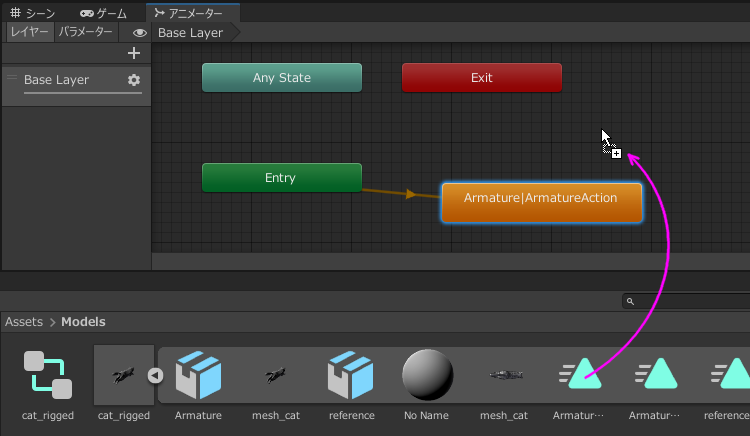 シーン ゲーム アニメーター
レイヤー パラメーター Base Layer
Base Layer
Any State Exit
Entry
Armature|ArmatureAction
Assets > Models
cat_rigged cat_rigged Armature mesh_cat reference No Name mesh_cat Armatur··· Armatur··· reference